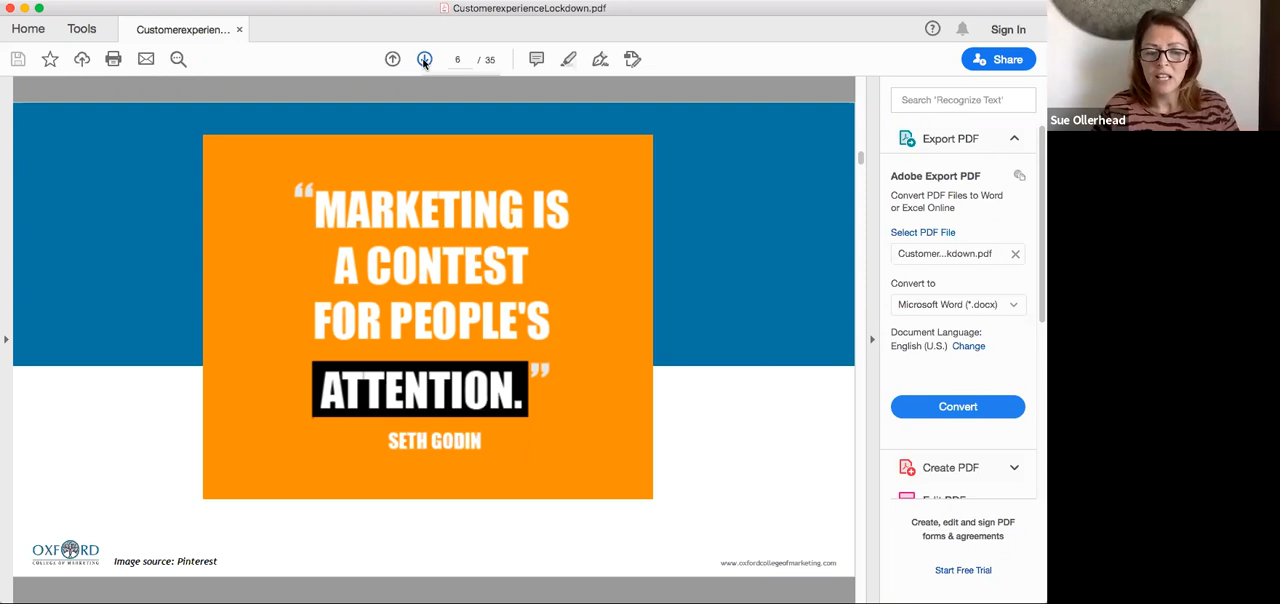 CustomerexperienceLockdown.pdf
Home
Tools
Customerexperien...
Sign In
6 / 35
Share
Sue Ollerhead
Search 'Recognize Text'
Export PDF
Adobe Export PDF
Convert PDF Files to Word
or Excel Online
Select PDF File
Customer...kdown.pdf
Convert to
Microsoft Word (*.docx)
Document Language:
English (U.S.) Change
Convert
Create PDF
Edit PDF
Create, edit and sign PDF
forms & agreements
Start Free Trial
“MARKETING IS
A CONTEST
FOR PEOPLE'S
ATTENTION.”
SETH GODIN
OXFORD
COLLEGE OF MARKETING
Image source: Pinterest
www.oxfordcollegeofmarketing.com